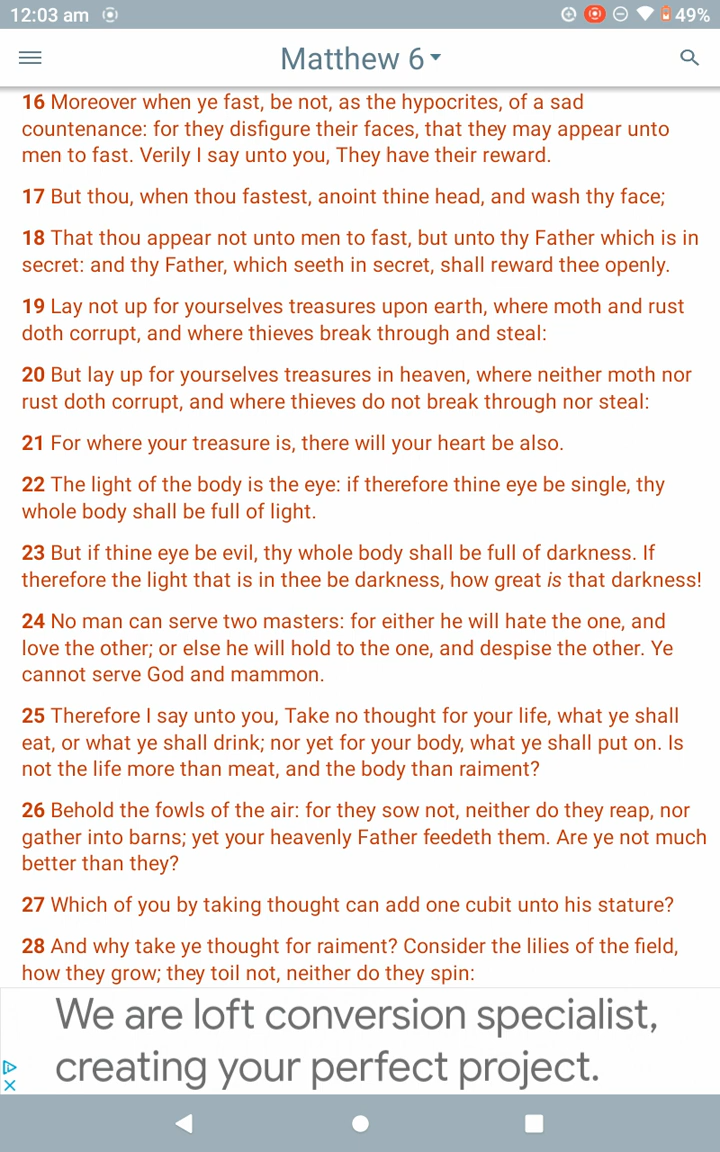 12:03 am
49%
Matthew 6
16 Moreover when ye fast, be not, as the hypocrites, of a sad
countenance: for they disfigure their faces, that they may appear unto
men to fast. Verily I say unto you, They have their reward.
17 But thou, when thou fastest, anoint thine head, and wash thy face;
18 That thou appear not unto men to fast, but unto thy Father which is in
secret: and thy Father, which seeth in secret, shall reward thee openly.
19 Lay not up for yourselves treasures upon earth, where moth and rust
doth corrupt, and where thieves break through and steal:
20 But lay up for yourselves treasures in heaven, where neither moth nor
rust doth corrupt, and where thieves do not break through nor steal:
21 For where your treasure is, there will your heart be also.
22 The light of the body is the eye: if therefore thine eye be single, thy
whole body shall be full of light.
23 But if thine eye be evil, thy whole body shall be full of darkness. If
therefore the light that is in thee be darkness, how great is that darkness!
24 No man can serve two masters: for either he will hate the one, and
love the other; or else he will hold to the one, and despise the other. Ye
cannot serve God and mammon.
25 Therefore I say unto you, Take no thought for your life, what ye shall
eat, or what ye shall drink; nor yet for your body, what ye shall put on. Is
not the life more than meat, and the body than raiment?
26 Behold the fowls of the air: for they sow not, neither do they reap, nor
gather into barns; yet your heavenly Father feedeth them. Are ye not much
better than they?
27 Which of you by taking thought can add one cubit unto his stature?
28 And why take ye thought for raiment? Consider the lilies of the field,
how they grow; they toil not, neither do they spin:
We are loft conversion specialist,
creating your perfect project.